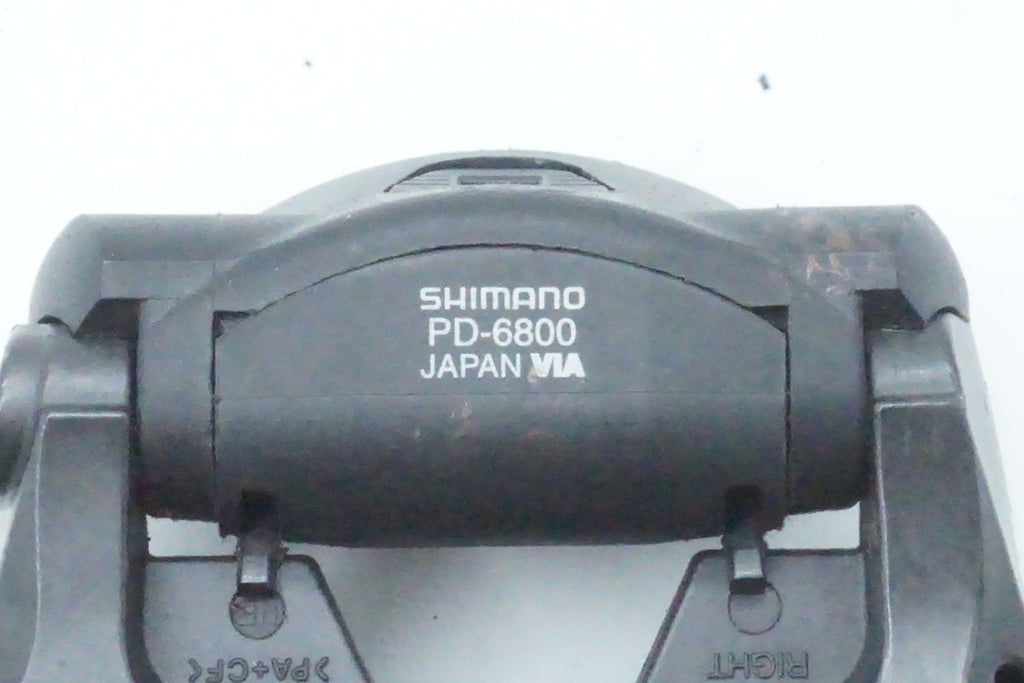 SHIMANO
PD-6800
JAPAN VIA
>PA+CF<
RIGHT